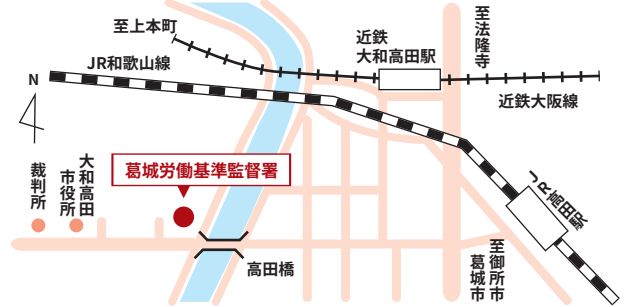 至上本町
近鉄
大和高田駅
至法隆寺
JR和歌山線
近鉄大阪線
N
裁判所
大和高田
市役所
葛城労働基準監督署
JR高田駅
高田橋
至御所市
葛城市